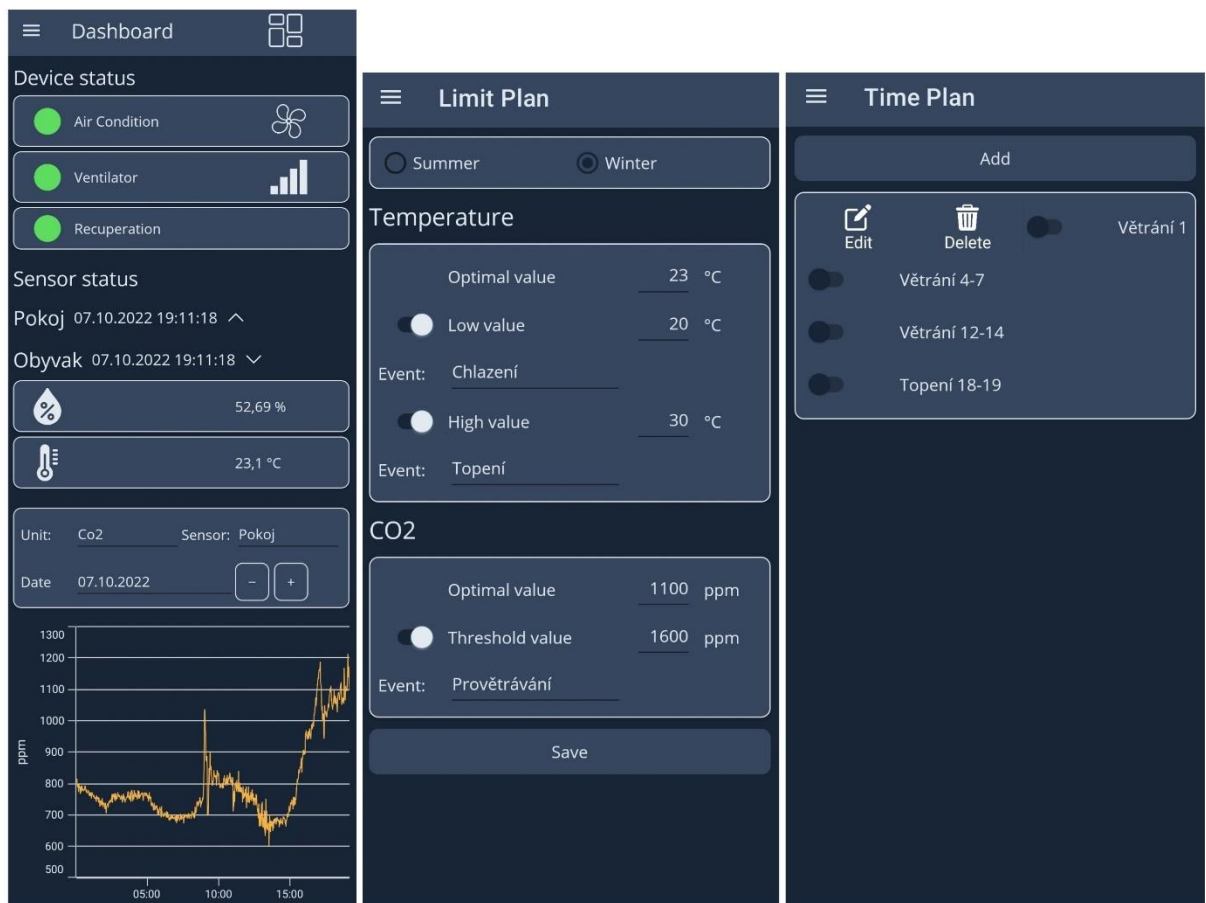 Dashboard
Device status
Air Condition
Ventilator
Recuperation
Sensor status
Pokoj 07.10.2022 19:11:18
Obyvak 07.10.2022 19:11:18
52,69 %
23,1 °C
Unit: Co2 Sensor: Pokoj
Date 07.10.2022 - +
1300
1200
1100
1000
900
800
700
600
500
ppm
05:00 10:00 15:00
Limit Plan
Summer Winter
Temperature
Optimal value 23 °C
Low value 20 °C
Event: Chlazení
High value 30 °C
Event: Topení
CO2
Optimal value 1100 ppm
Threshold value 1600 ppm
Event: Provětrávání
Save
Time Plan
Add
Edit Delete Větrání 1
Větrání 4-7
Větrání 12-14
Topení 18-19